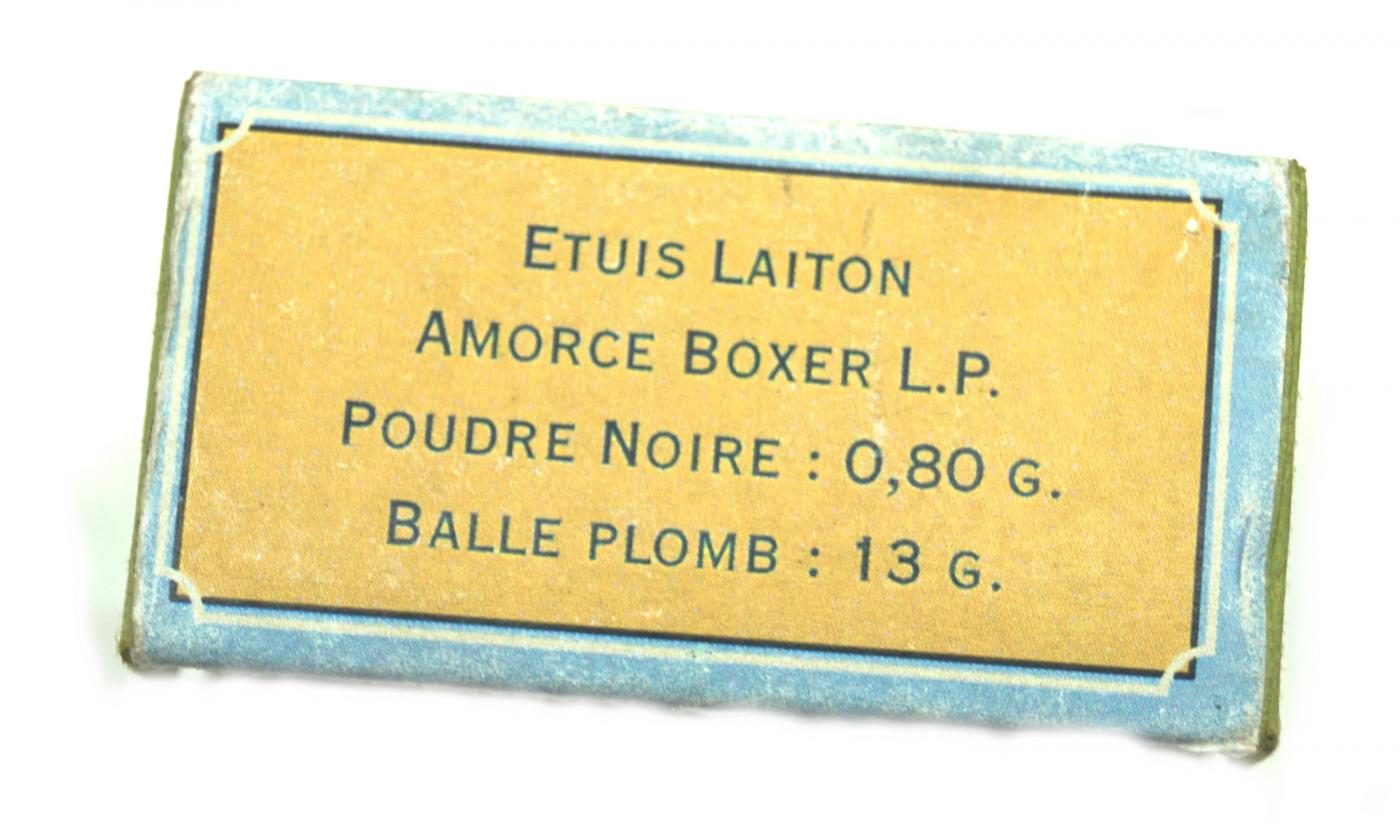 Etuis Laiton
Amorce Boxer L.P.
Poudre Noire : 0,80 g.
Balle plomb : 13 g.